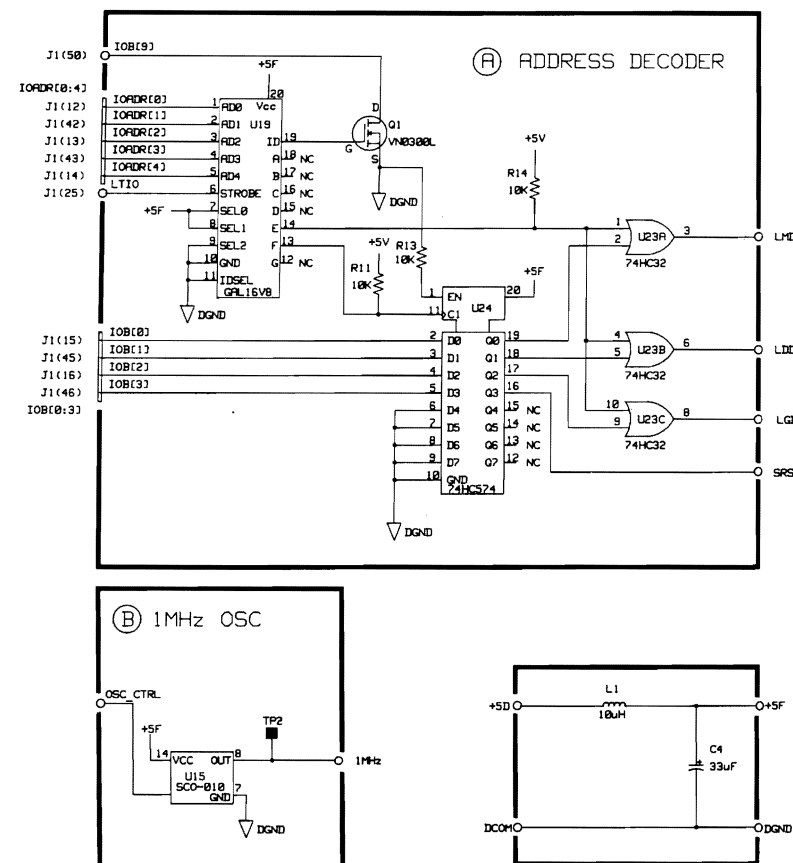 Ⓐ ADDRESS DECODER
J1(50) IOB[9]
+5F
IOADR[0:4]
J1(12) IOADR[0]
J1(42) IOADR[1]
J1(13) IOADR[2]
J1(43) IOADR[3]
J1(14) IOADR[4]
J1(25) LTIO
+5F
1 AD0 Vcc 20
2 AD1 U19
3 AD2 ID 19
4 AD3 A 18 NC
5 AD4 B 17 NC
6 STROBE C 16 NC
7 SEL0 D 15 NC
8 SEL1 E 14
9 SEL2 F 13
10 GND G 12 NC
11 IDSEL
GAL16V8
DGND
D
Q1
VN0300L
G
S
DGND
+5V
R14
10K
+5V
R11
10K
R13
10K
1 EN 20
+5F
11 C1 U24
J1(15) IOB[0] 2 D0 Q0 19
J1(45) IOB[1] 3 D1 Q1 18
J1(16) IOB[2] 4 D2 Q2 17
J1(46) IOB[3] 5 D3 Q3 16
IOB[0:3]
6 D4 Q4 15 NC
7 D5 Q5 14 NC
8 D6 Q6 13 NC
9 D7 Q7 12 NC
10 GND
74HC574
DGND
1
2 U23A 3
74HC32
4
5 U23B 6
74HC32
LDD
10
9 U23C 8
74HC32
SRS
Ⓑ 1MHz OSC
OSC_CTRL
+5F
TP2
14 VCC OUT 8
1MHz
U15
SCO-010
GND 7
DGND
L1
+5D +5F
10uH
C4
+ 33uF
DCOM DGND